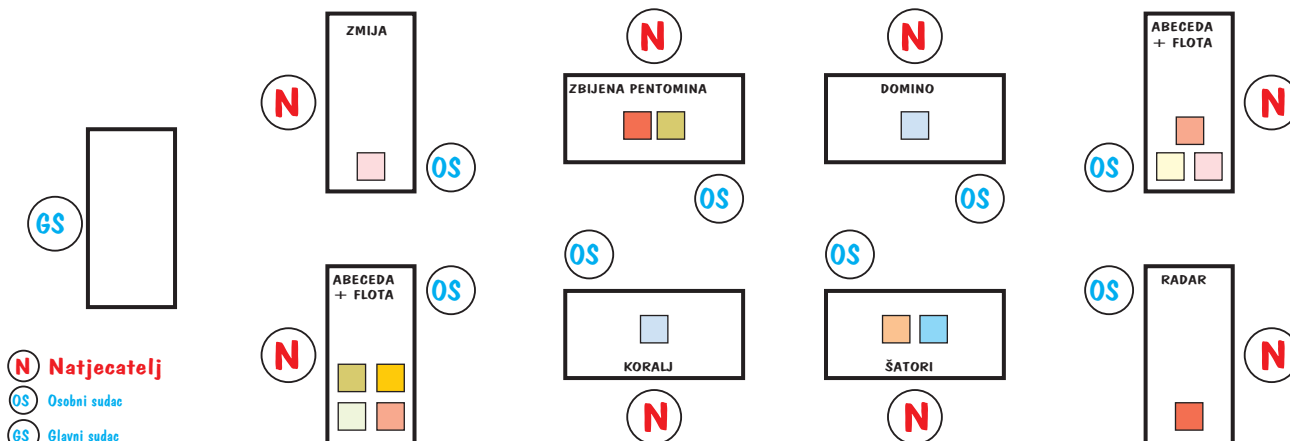 ZMIJA
N
OS
N
ZBIJENA PENTOMINA
OS
N
DOMINO
OS
ABECEDA
+ FLOTA
N
OS
GS
ABECEDA
+ FLOTA
OS
N
OS
KORALJ
N
OS
ŠATORI
N
OS
RADAR
N
N Natjecatelj
OS Osobni sudac
GS Glavni sudac